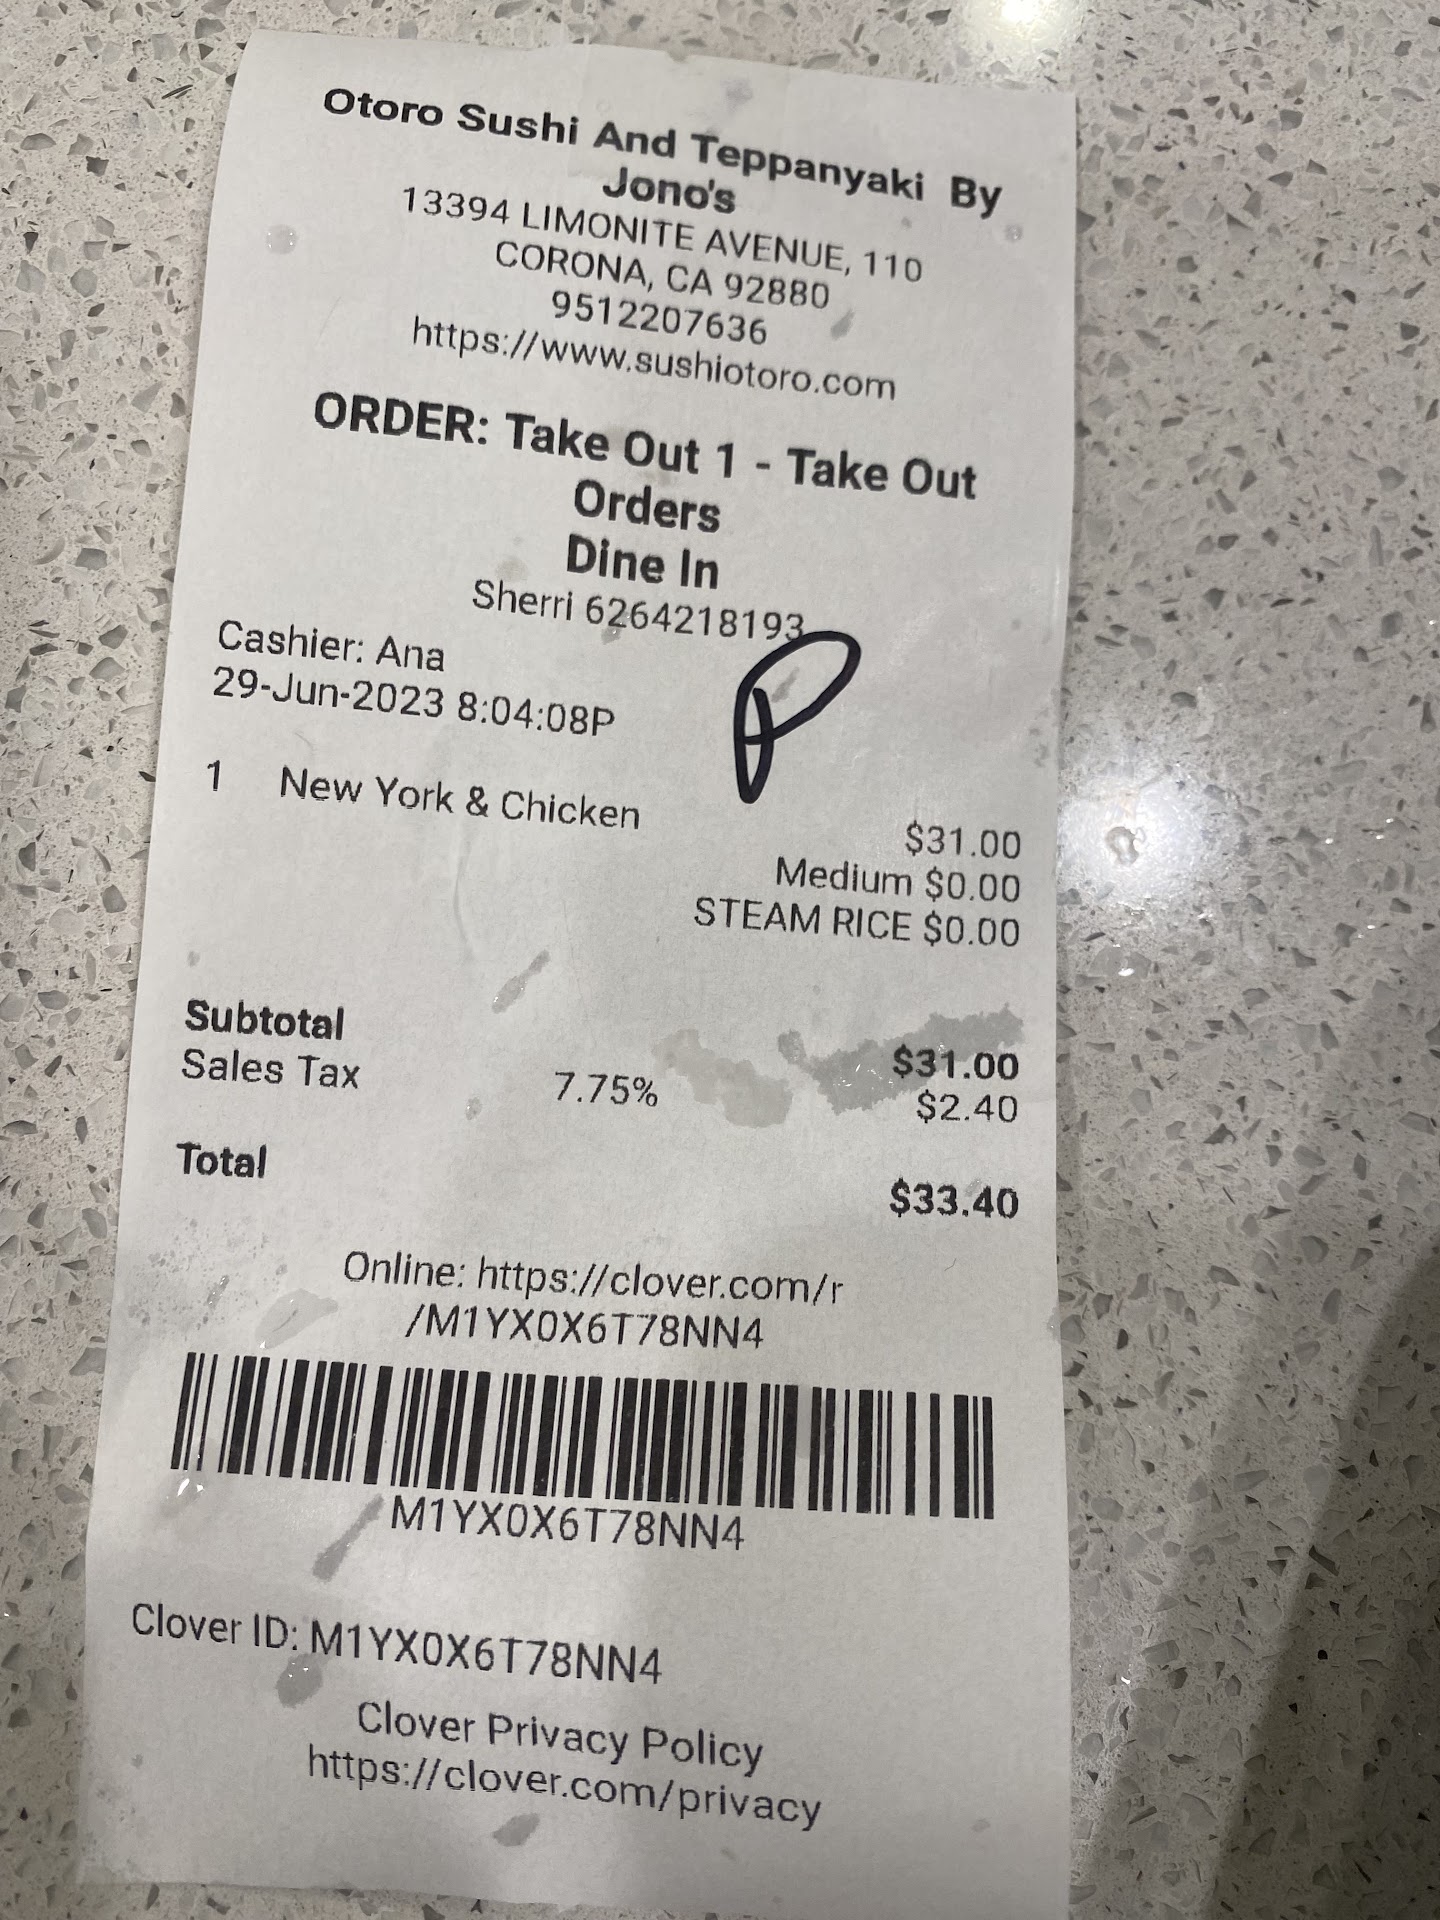 Otoro Sushi And Teppanyaki By
Jono's
13394 LIMONITE AVENUE, 110
CORONA, CA 92880
9512207636
https://www.sushiotoro.com
ORDER: Take Out 1 - Take Out
Orders
Dine In
Sherri 6264218193
Cashier: Ana
29-Jun-2023 8:04:08P
P
1 New York & Chicken $31.00
Medium $0.00
STEAM RICE $0.00
Subtotal $31.00
Sales Tax 7.75% $2.40
Total $33.40
Online: https://clover.com/r
/M1YX0X6T78NN4
M1YX0X6T78NN4
Clover ID: M1YX0X6T78NN4
Clover Privacy Policy
https://clover.com/privacy